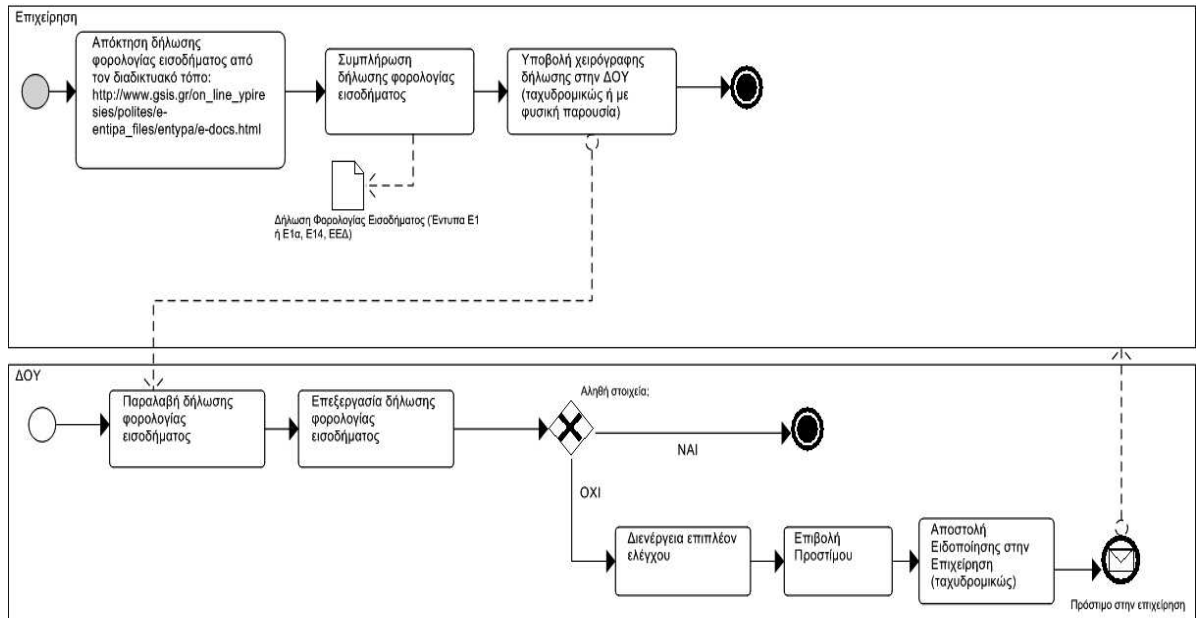 Επιχείρηση
Απόκτηση δήλωσης
φορολογίας εισοδήματος από
τον διαδικτυακό τόπο:
http://www.gsis.gr/on_line_ypire
sies/polites/e-
entipa_files/entypa/e-docs.html
Συμπλήρωση
δήλωσης φορολογίας
εισοδήματος
Υποβολή χειρόγραφης
δήλωσης στην ΔΟΥ
(ταχυδρομικώς ή με
φυσική παρουσία)
Δήλωση Φορολογίας Εισοδήματος (Έντυπα Ε1
ή Ε1α, Ε14, ΕΕΔ)
ΔΟΥ
Παραλαβή δήλωσης
φορολογίας
εισοδήματος
Επεξεργασία δήλωσης
φορολογίας
εισοδήματος
Αληθή στοιχεία;
ΝΑΙ
ΟΧΙ
Διενέργεια επιπλέον
ελέγχου
Επιβολή
Προστίμου
Αποστολή
Ειδοποίησης στην
Επιχείρηση
(ταχυδρομικώς)
Πρόστιμο στην επιχείρηση